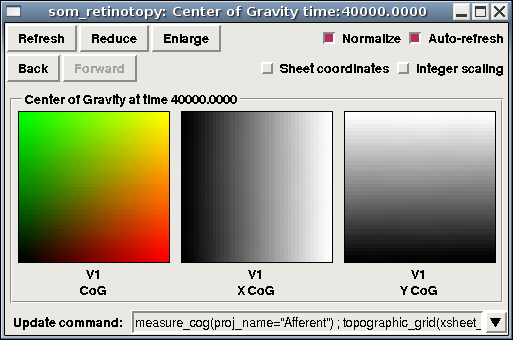 som_retinotopy: Center of Gravity time:40000.0000
Refresh Reduce Enlarge Normalize Auto-refresh
Back Forward Sheet coordinates Integer scaling
Center of Gravity at time 40000.0000
V1 V1 V1
CoG X CoG Y CoG
Update command: measure_cog(proj_name="Afferent") ; topographic_grid(xsheet_